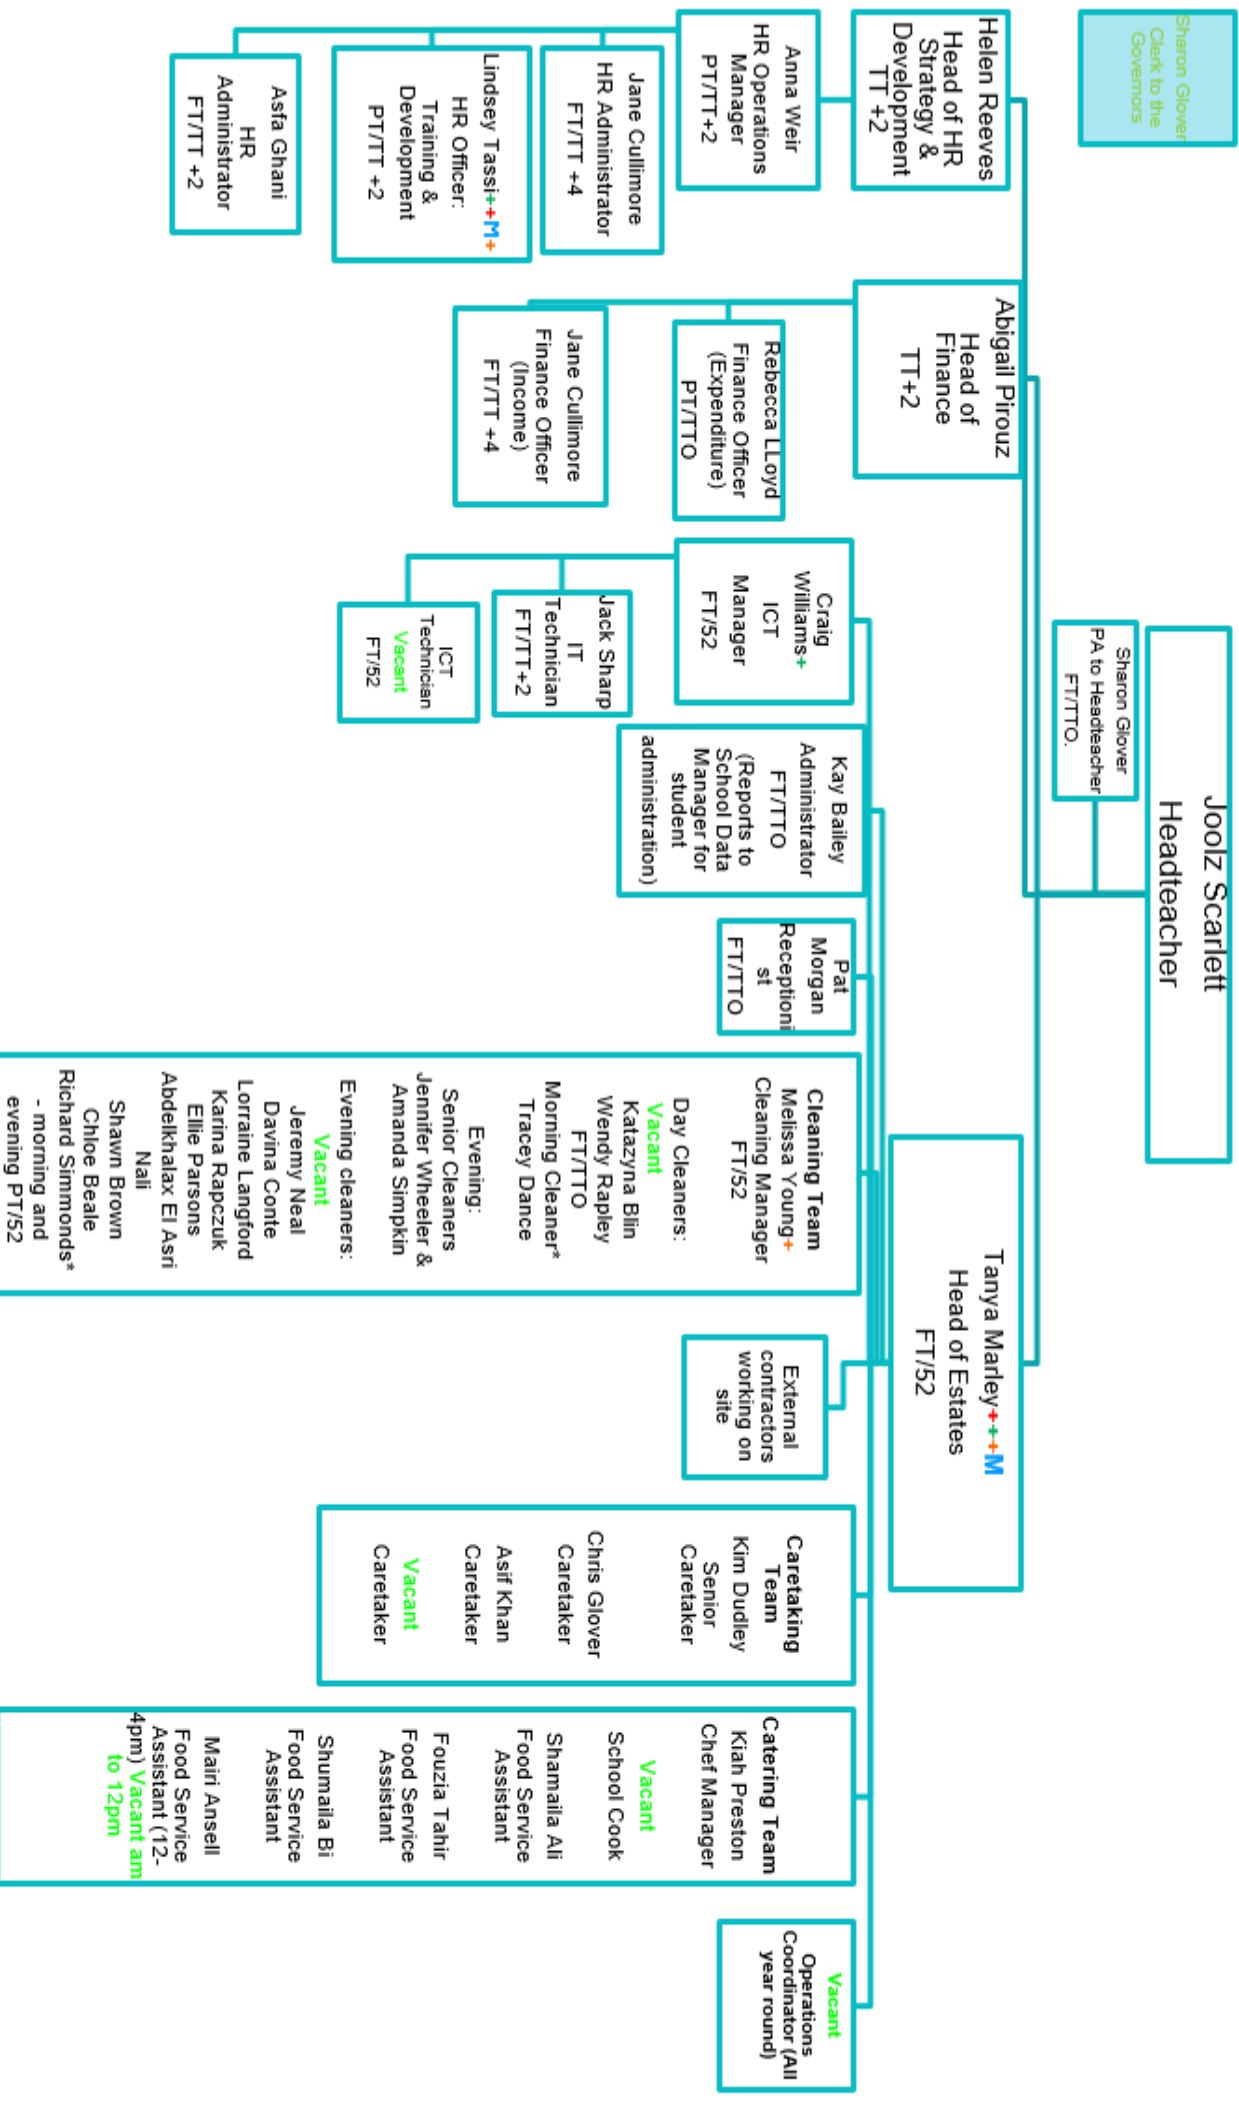 Sharon Glover
Clerk to the
Governors
Joolz Scarlett
Headteacher
Sharon Glover
PA to Headteacher
FT/TTO.
Helen Reeves
Head of HR
Strategy &
Development
TT +2
Abigail Pirouz
Head of
Finance
TT+2
Tanya Marley+++M
Head of Estates
FT/52
Anna Weir
HR Operations
Manager
PT/TT+2
Jane Cullimore
HR Administrator
FT/TT +4
Lindsey Tassi++M+
HR Officer:
Training &
Development
PT/TT +2
Asfa Ghani
HR
Administrator
FT/TT +2
Rebecca LLoyd
Finance Officer
(Expenditure)
PT/TTO
Jane Cullimore
Finance Officer
(Income)
FT/TT +4
Craig
Williams+
ICT
Manager
FT/52
Jack Sharp
IT
Technician
FT/TT+2
ICT
Technician
Vacant
FT/52
Kay Bailey
Administrator
FT/TTO
(Reports to
School Data
Manager for
student
administration)
Pat
Morgan
Receptioni
st
FT/TTO
Cleaning Team
Melissa Young+
Cleaning Manager
FT/52
Day Cleaners:
Vacant
Katazyna Blin
Wendy Rapley
FT/TTO
Morning Cleaner*
Tracey Dance
Evening:
Senior Cleaners
Jennifer Wheeler &
Amanda Simpkin
Evening cleaners:
Vacant
Jeremy Neal
Davina Conte
Lorraine Langford
Karina Rapczuk
Ellie Parsons
Abdelkhalax El Asri
Nali
Shawn Brown
Chloe Beale
Richard Simmonds*
- morning and
evening PT/52
External
contractors
working on
site
Caretaking
Team
Kim Dudley
Senior
Caretaker
Chris Glover
Caretaker
Asif Khan
Caretaker
Vacant
Caretaker
Catering Team
Kiah Preston
Chef Manager
Vacant
School Cook
Shamaila Ali
Food Service
Assistant
Fouzia Tahir
Food Service
Assistant
Shumaila Bi
Food Service
Assistant
Mairi Ansell
Food Service
Assistant (12-
4pm) Vacant am
to 12pm
Vacant
Operations
Coordinator (All
year round)